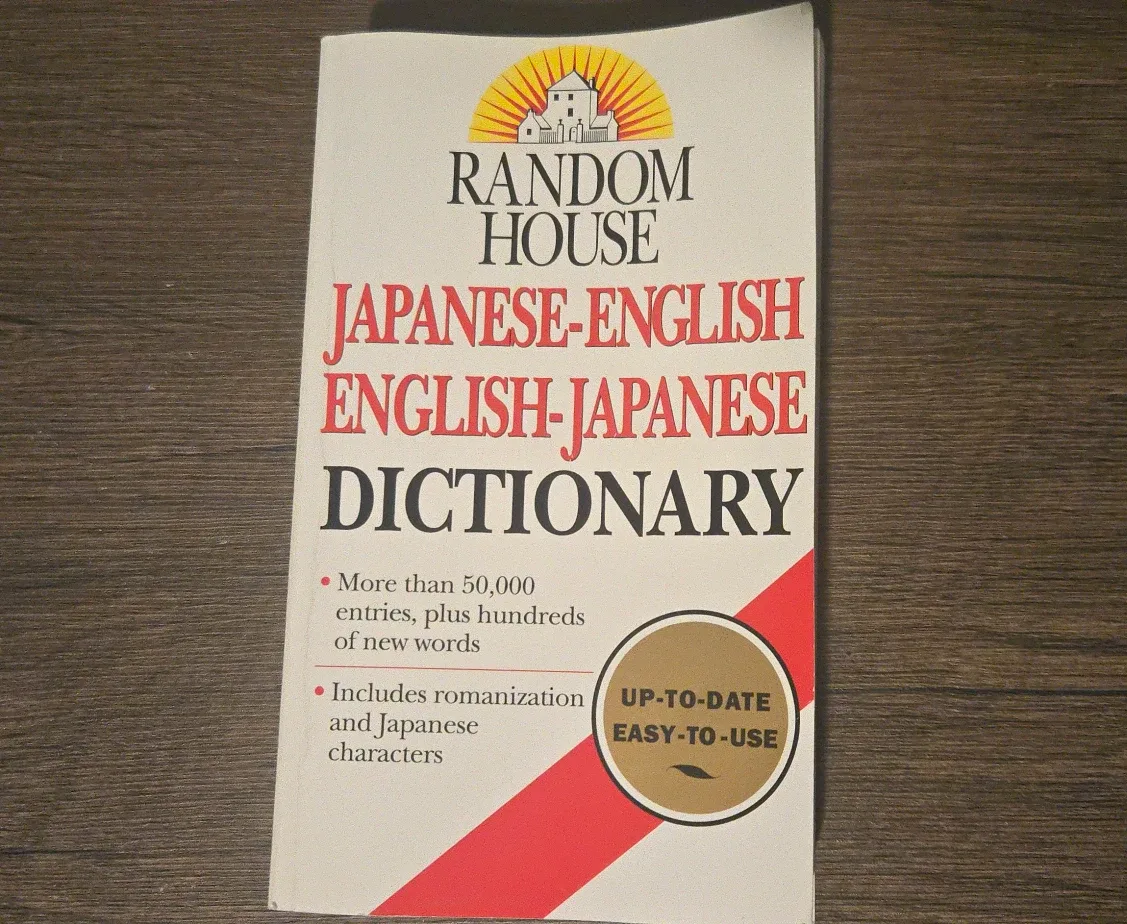 RANDOM
HOUSE
JAPANESE-ENGLISH
ENGLISH-JAPANESE
DICTIONARY
• More than 50,000
entries, plus hundreds
of new words
• Includes romanization
and Japanese
characters
UP-TO-DATE
EASY-TO-USE